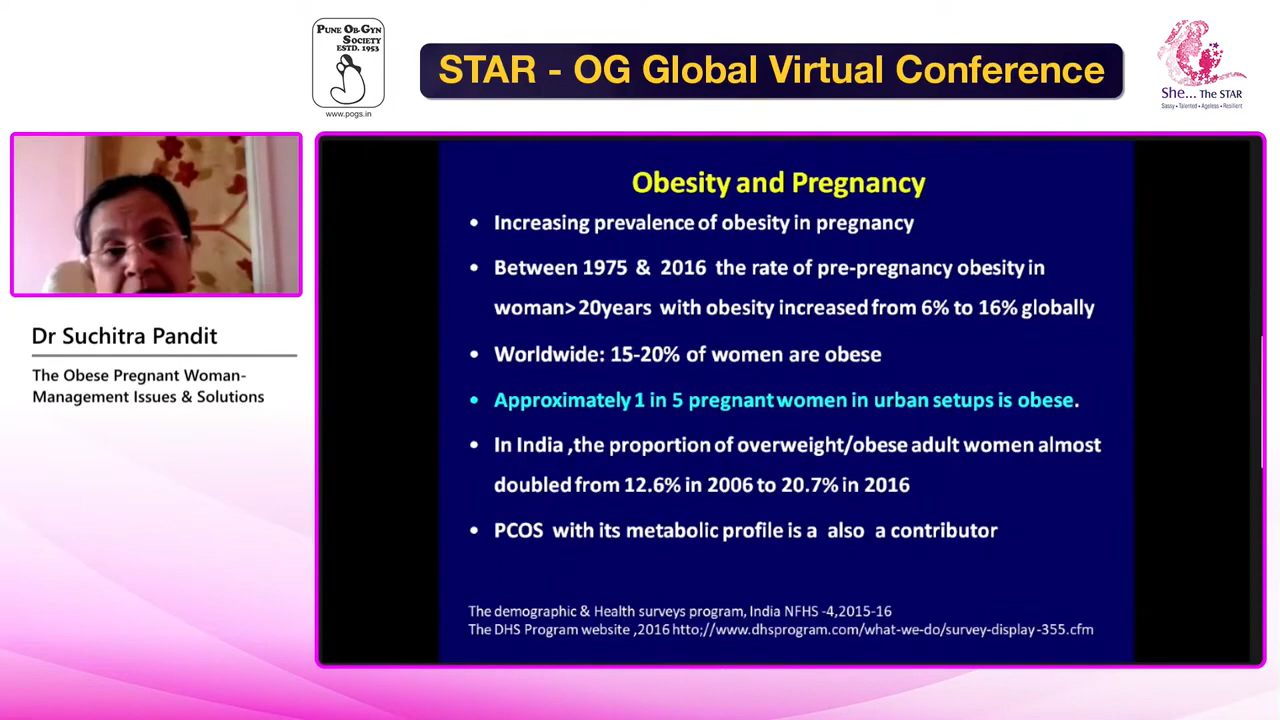 PUNE OB-GYN
SOCIETY
ESTD. 1953
www.pogs.in
STAR - OG Global Virtual Conference
She... The STAR
Sassy • Talented • Ageless • Resilient
Dr Suchitra Pandit
The Obese Pregnant Woman-
Management Issues & Solutions
Obesity and Pregnancy
• Increasing prevalence of obesity in pregnancy
• Between 1975 & 2016 the rate of pre-pregnancy obesity in
woman>20years with obesity increased from 6% to 16% globally
• Worldwide: 15-20% of women are obese
• Approximately 1 in 5 pregnant women in urban setups is obese.
• In India ,the proportion of overweight/obese adult women almost
doubled from 12.6% in 2006 to 20.7% in 2016
• PCOS with its metabolic profile is a also a contributor
The demographic & Health surveys program, India NFHS -4,2015-16
The DHS Program website ,2016 htto;//www.dhsprogram.com/what-we-do/survey-display-355.cfm